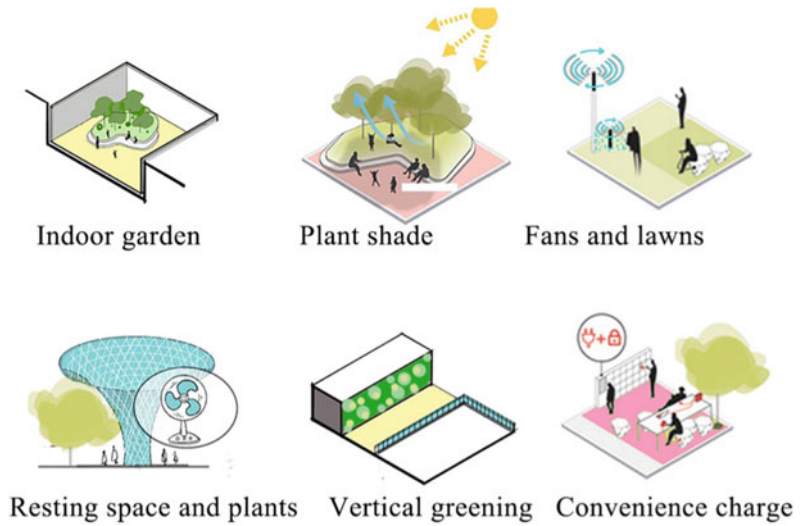 Indoor garden
Plant shade
Fans and lawns
Resting space and plants
Vertical greening
Convenience charge